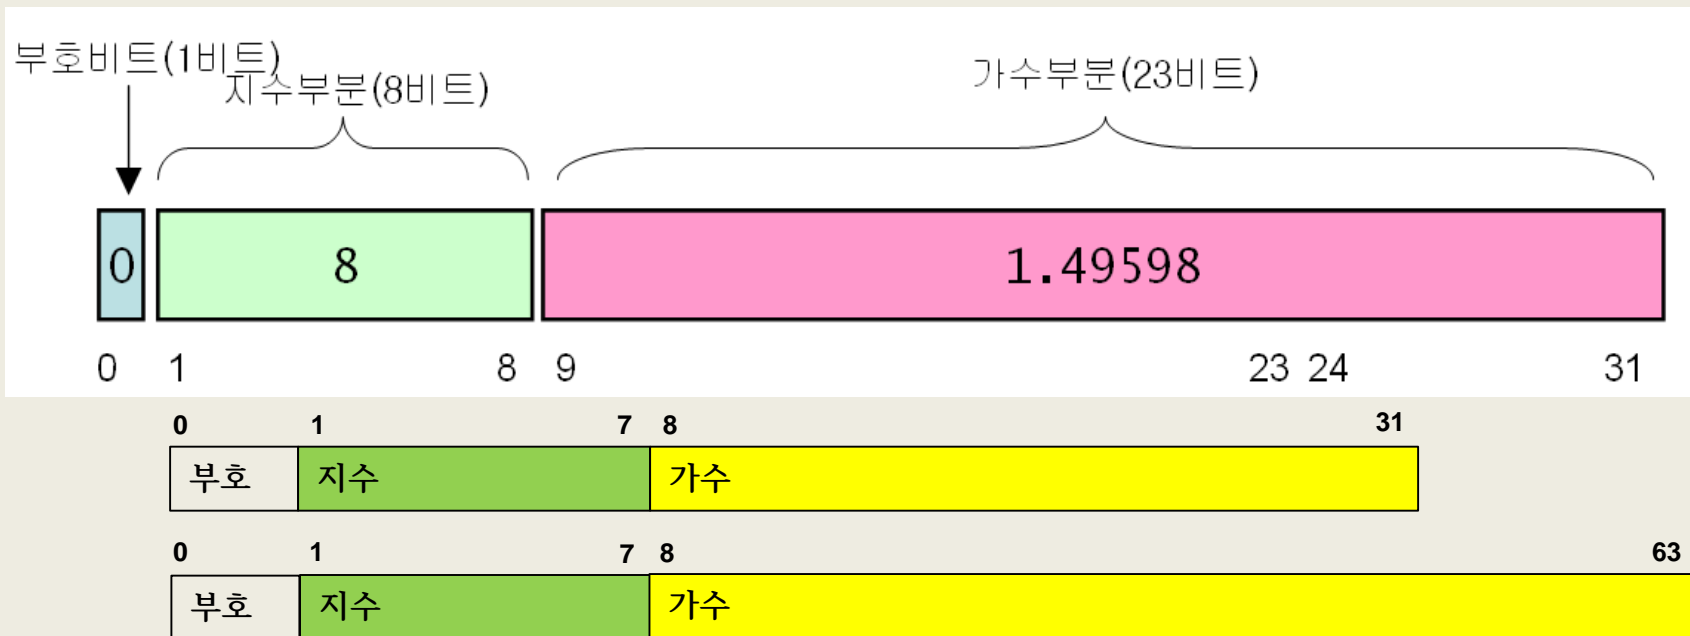 부호비트(1비트)
지수부분(8비트)
가수부분(23비트)
0 8 1.49598
0 1 8 9 23 24 31
0 1 7 8 31
부호 지수 가수
0 1 7 8 63
부호 지수 가수